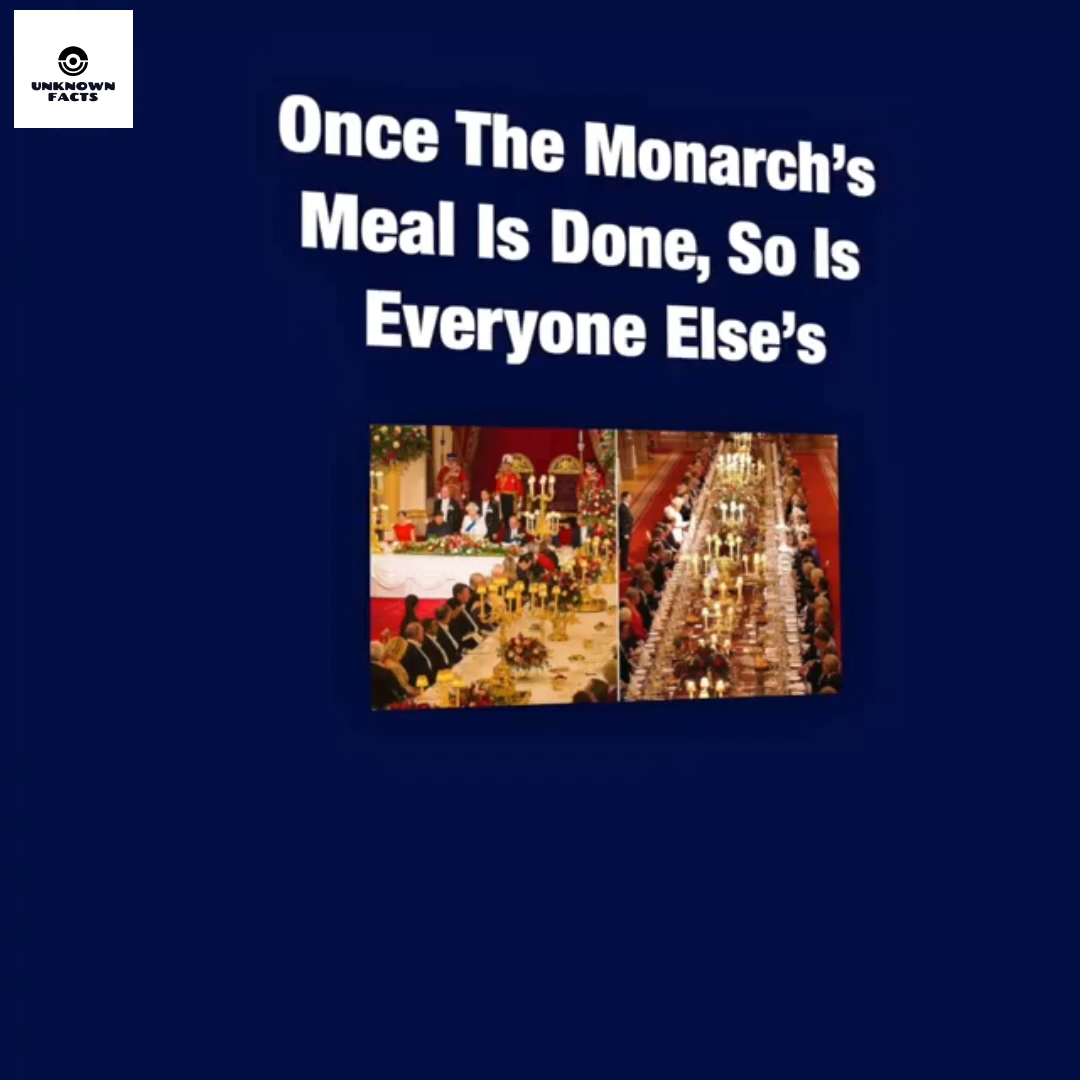 UNKNOWN
FACTS
Once The Monarch’s
Meal Is Done, So Is
Everyone Else’s